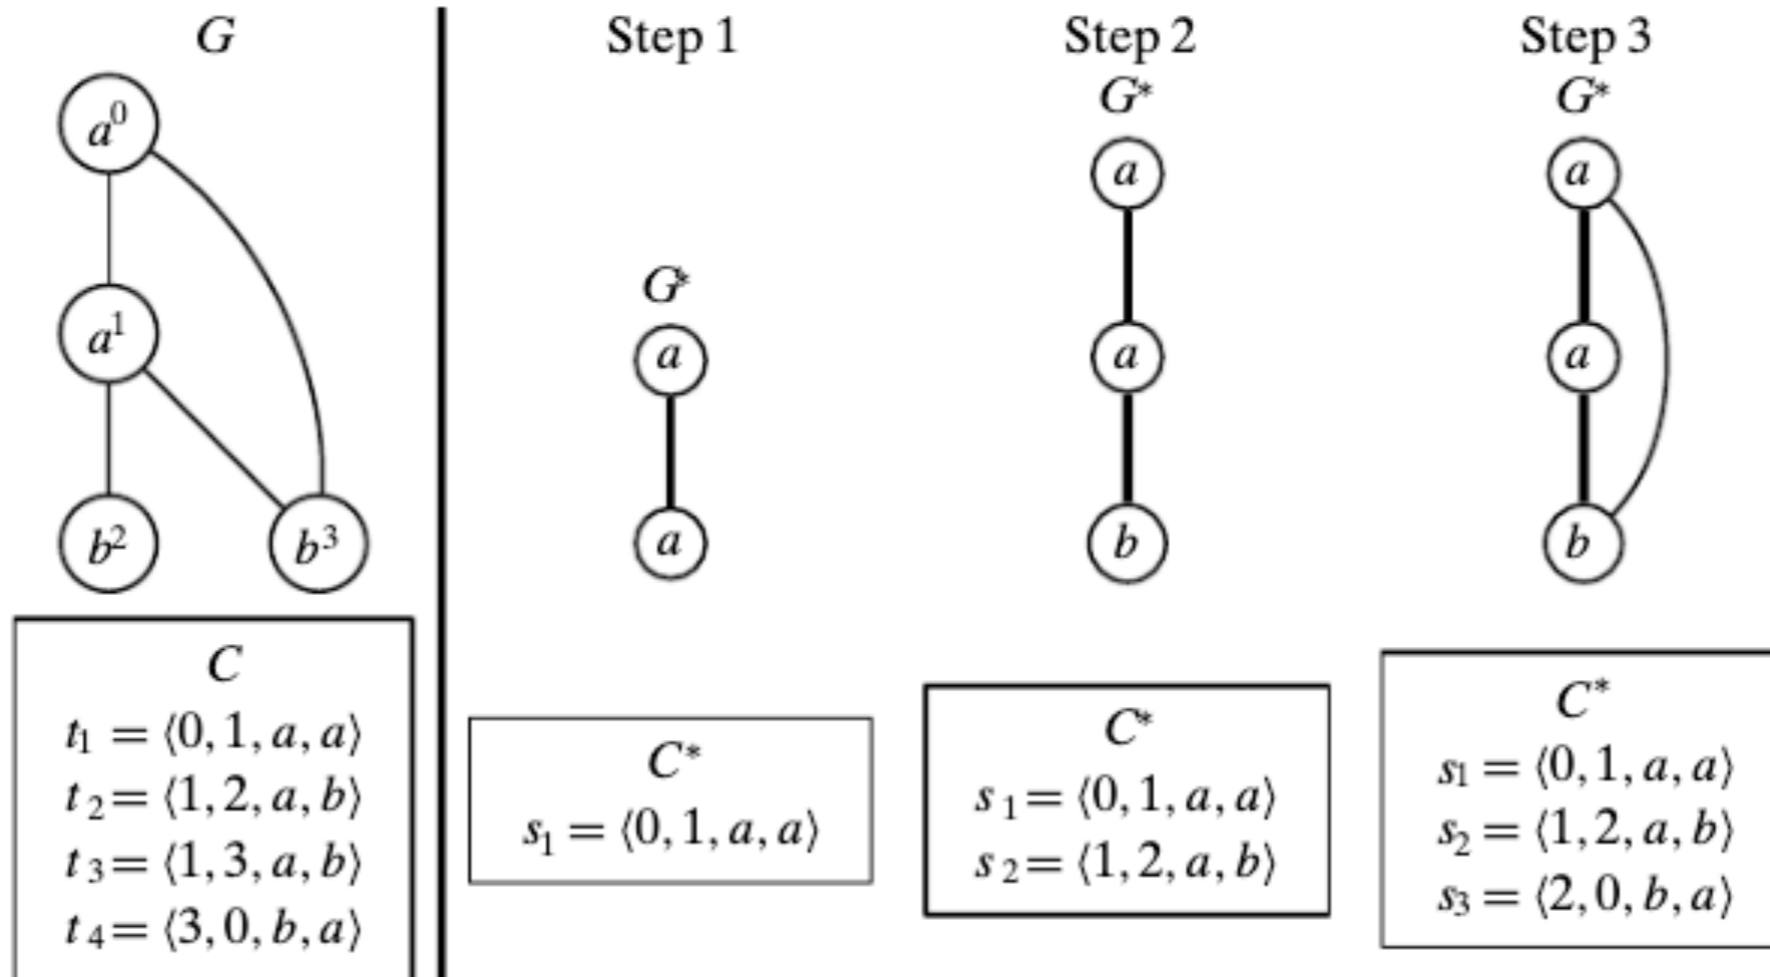 G
a⁰
a¹
b² b³
C
t₁ = ⟨0, 1, a, a⟩
t₂ = ⟨1, 2, a, b⟩
t₃ = ⟨1, 3, a, b⟩
t₄ = ⟨3, 0, b, a⟩
Step 1
G*
a
a
C*
s₁ = ⟨0, 1, a, a⟩
Step 2
G*
a
a
b
C*
s₁ = ⟨0, 1, a, a⟩
s₂ = ⟨1, 2, a, b⟩
Step 3
G*
a
a
b
C*
s₁ = ⟨0, 1, a, a⟩
s₂ = ⟨1, 2, a, b⟩
s₃ = ⟨2, 0, b, a⟩